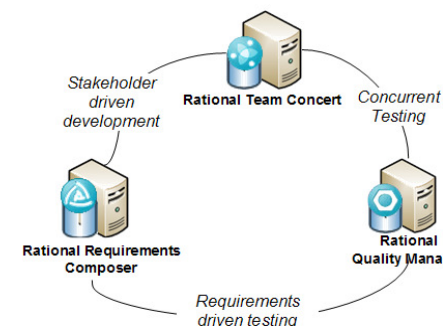 Stakeholder
driven
development
Rational Team Concert
Concurrent
Testing
Rational Requirements
Composer
Rational
Quality Mana
Requirements
driven testing